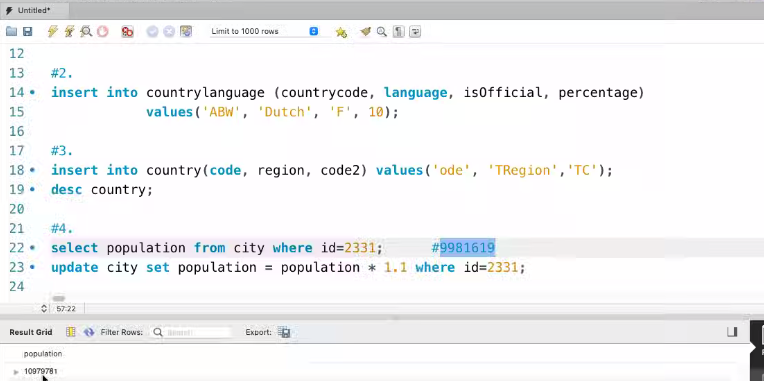 Untitled*
Limit to 1000 rows
12
13 #2.
14 insert into countrylanguage (countrycode, language, isOfficial, percentage)
15 values('ABW', 'Dutch', 'F', 10);
16
17 #3.
18 insert into country(code, region, code2) values('ode', 'TRegion','TC');
19 desc country;
20
21 #4.
22 select population from city where id=2331; #9981619
23 update city set population = population * 1.1 where id=2331;
24
57:22
Result Grid Filter Rows: Search Export:
population
10979781